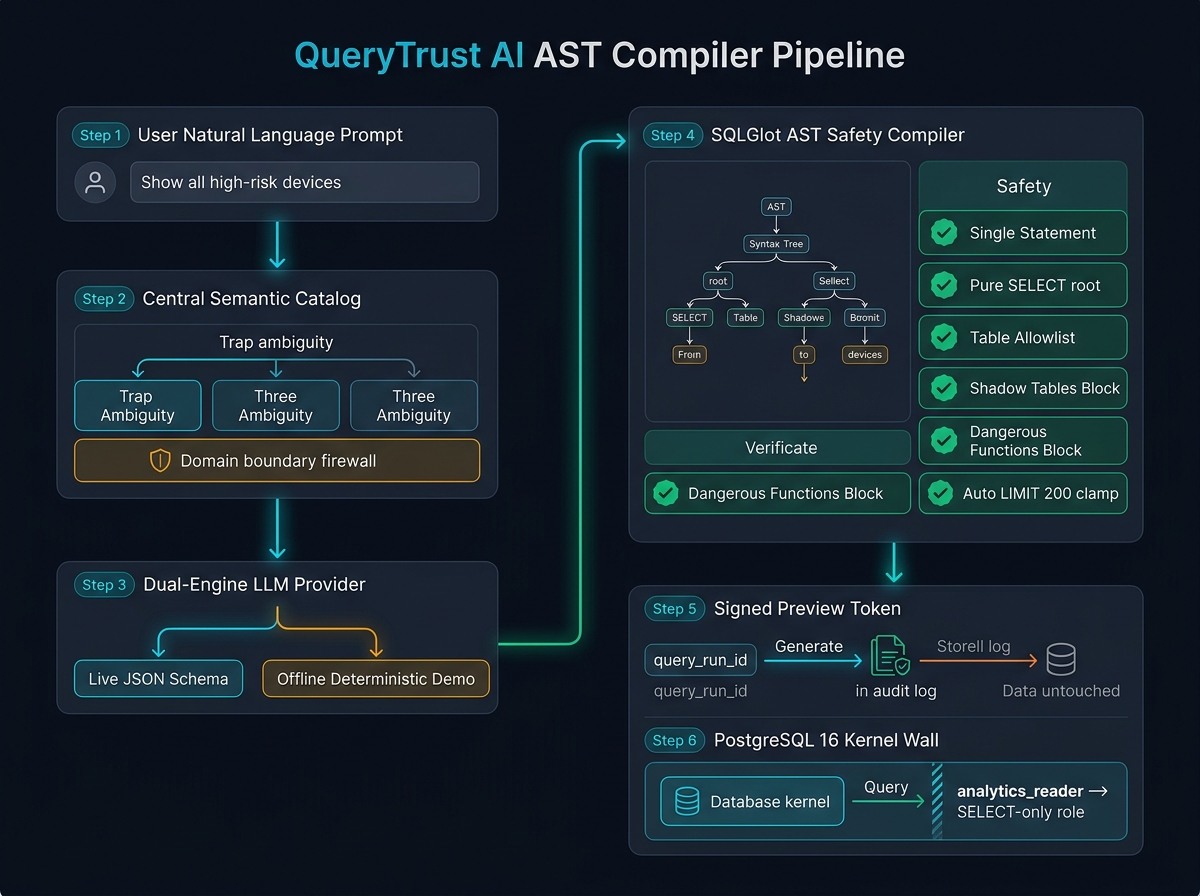 QueryTrust AI AST Compiler Pipeline
Step 1 User Natural Language Prompt
Show all high-risk devices
Step 2 Central Semantic Catalog
Trap ambiguity
Trap
Ambiguity
Three
Ambiguity
Three
Ambiguity
Domain boundary firewall
Step 3 Dual-Engine LLM Provider
Live JSON Schema
Offline Deterministic Demo
Step 4 SQLGlot AST Safety Compiler
AST
Syntax Tree
root
Sellect
SELECT
Table
Shadowe
Btronit
From
to
devices
Verificate
Dangerous Functions Block
Safety
Single Statement
Pure SELECT root
Table Allowlist
Shadow Tables Block
Dangerous
Functions Block
Auto LIMIT 200 clamp
Step 5 Signed Preview Token
query_run_id
query_run_id
Generate
in audit log
Storell log
Data untouched
Step 6 PostgreSQL 16 Kernel Wall
Database kernel
Query
analytics_reader →
SELECT-only role